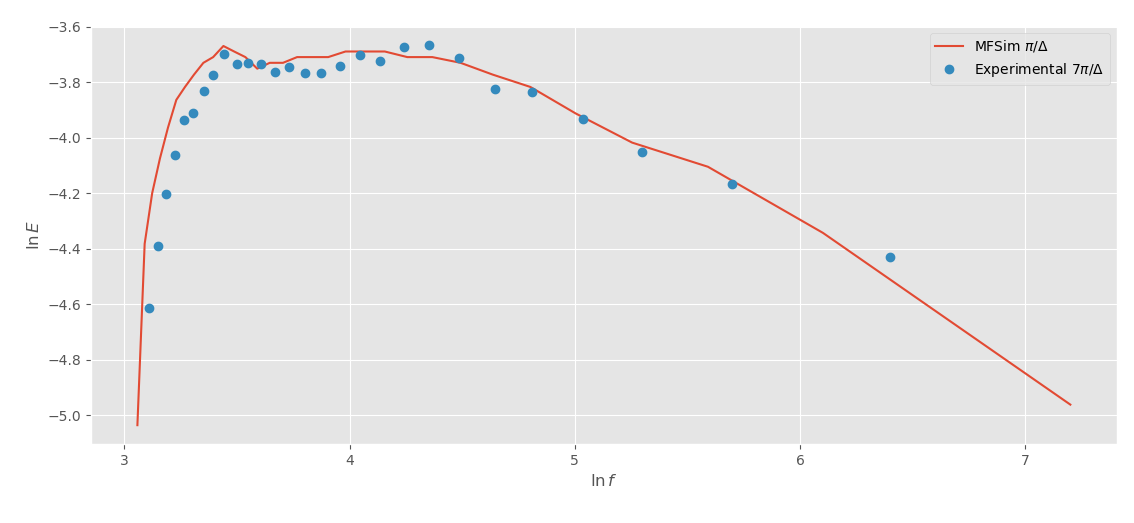 MFSim π/Δ
Experimental 7π/Δ
−3.6
−3.8
−4.0
−4.2
−4.4
−4.6
−4.8
−5.0
ln E
3 4 5 6 7
ln f